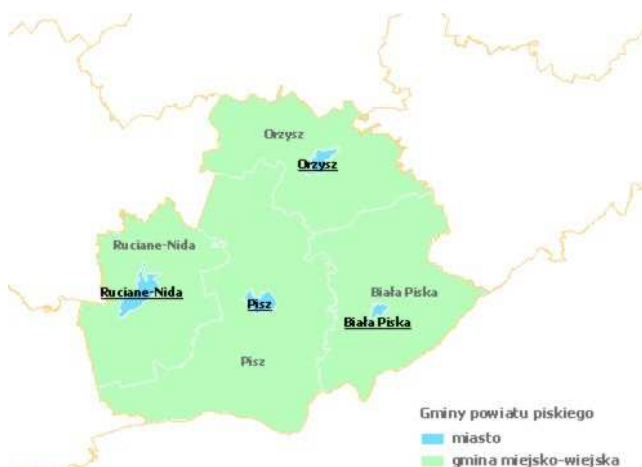 Orzysz
Orzysz
Ruciane-Nida
Ruciane-Nida
Biała Piska
Pisz
Biała Piska
Pisz
Gminy powiatu piskiego
miasto
gmina miejsko-wiejska